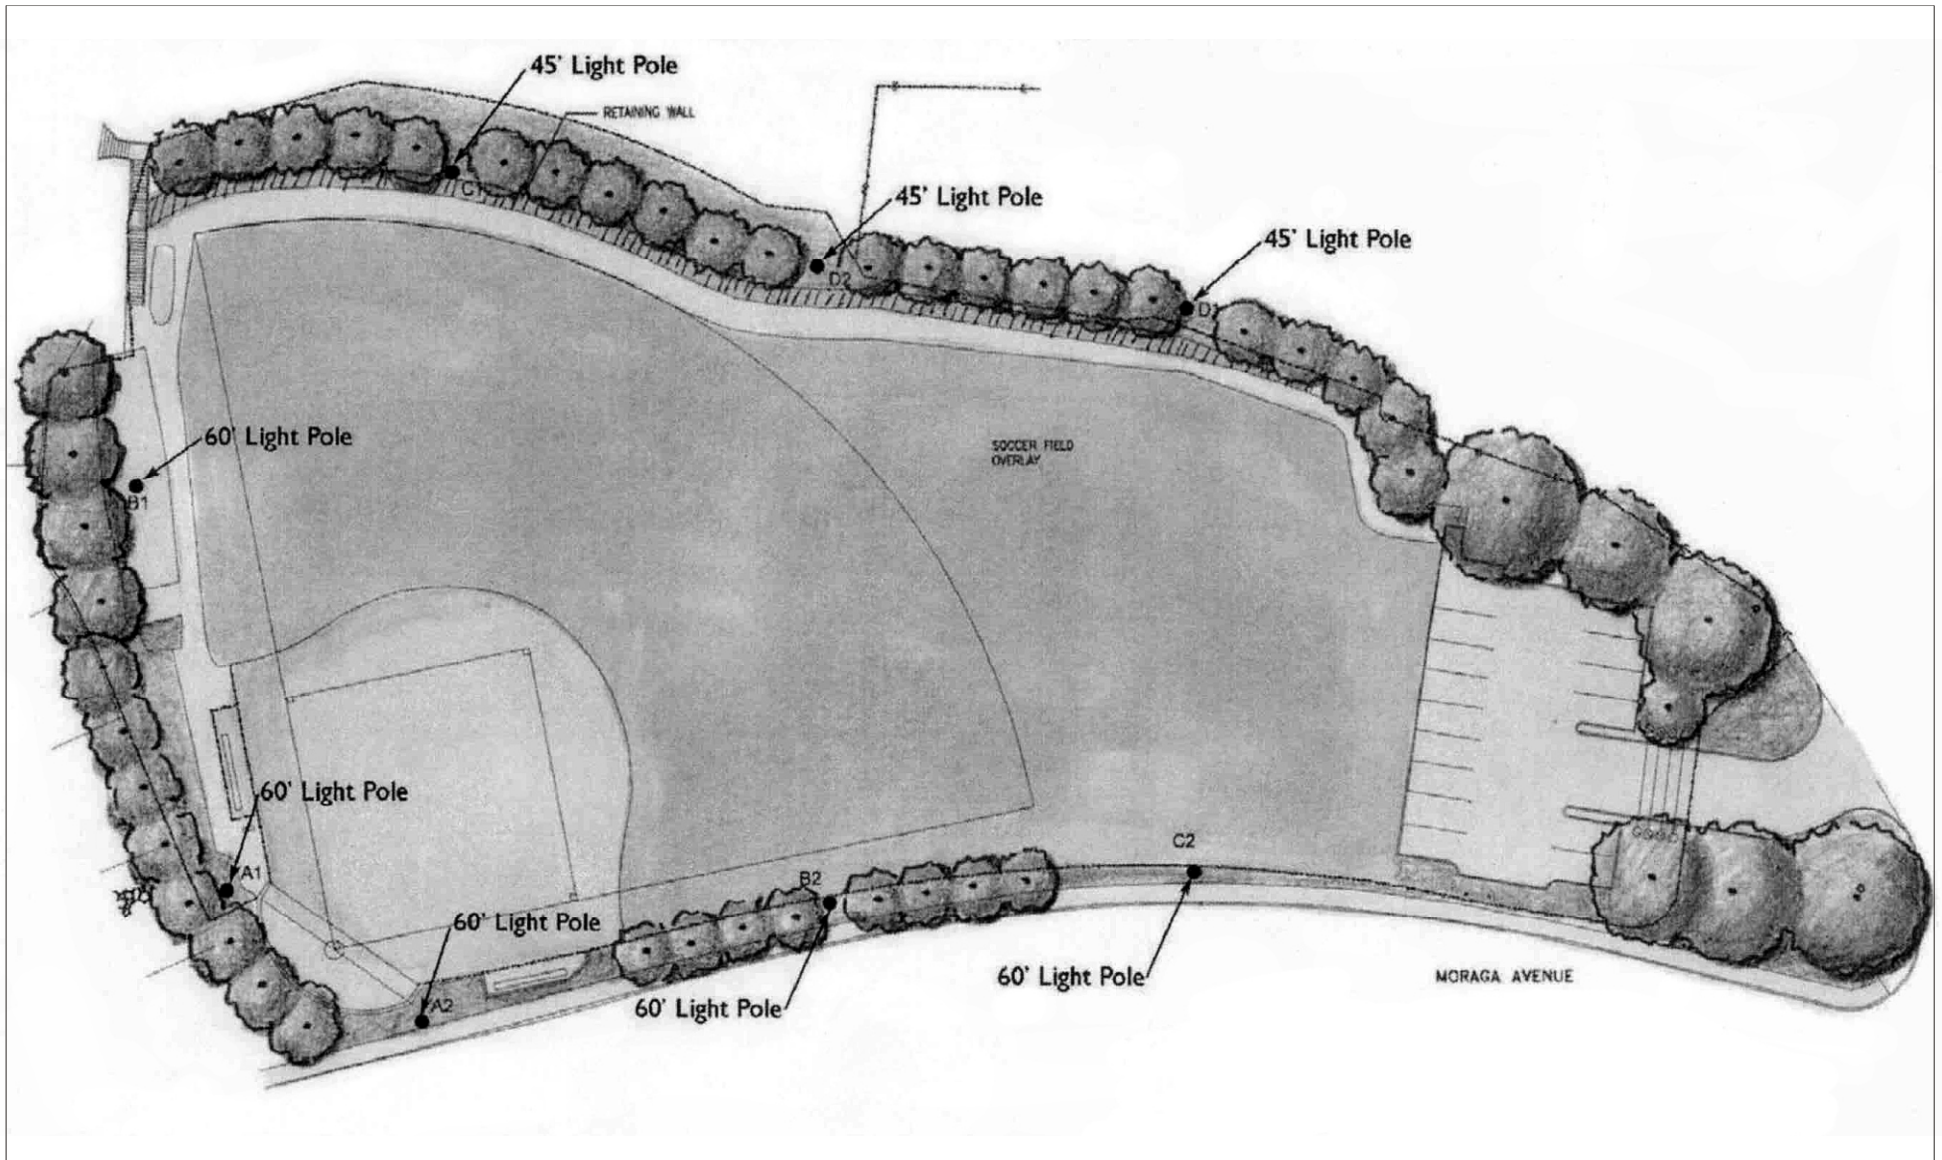 45' Light Pole
RETAINING WALL
C1
45' Light Pole
D2
45' Light Pole
D1
60' Light Pole
B1
SOCCER FIELD
OVERLAY
60' Light Pole
A1
C2
B2
60' Light Pole
A2
60' Light Pole
60' Light Pole
MORAGA AVENUE